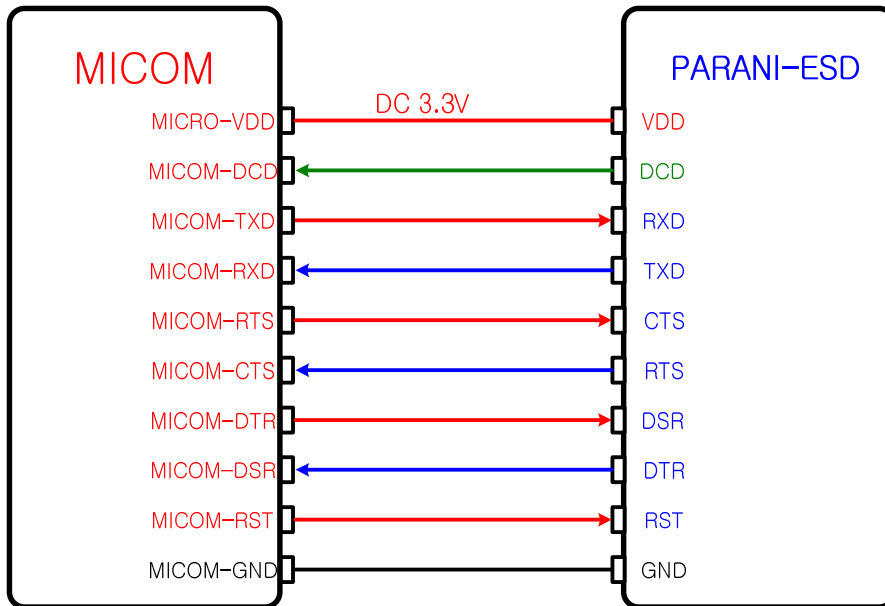 MICOM
PARANI-ESD
DC 3.3V
MICRO-VDD
VDD
MICOM-DCD
DCD
MICOM-TXD
RXD
MICOM-RXD
TXD
MICOM-RTS
CTS
MICOM-CTS
RTS
MICOM-DTR
DSR
MICOM-DSR
DTR
MICOM-RST
RST
MICOM-GND
GND